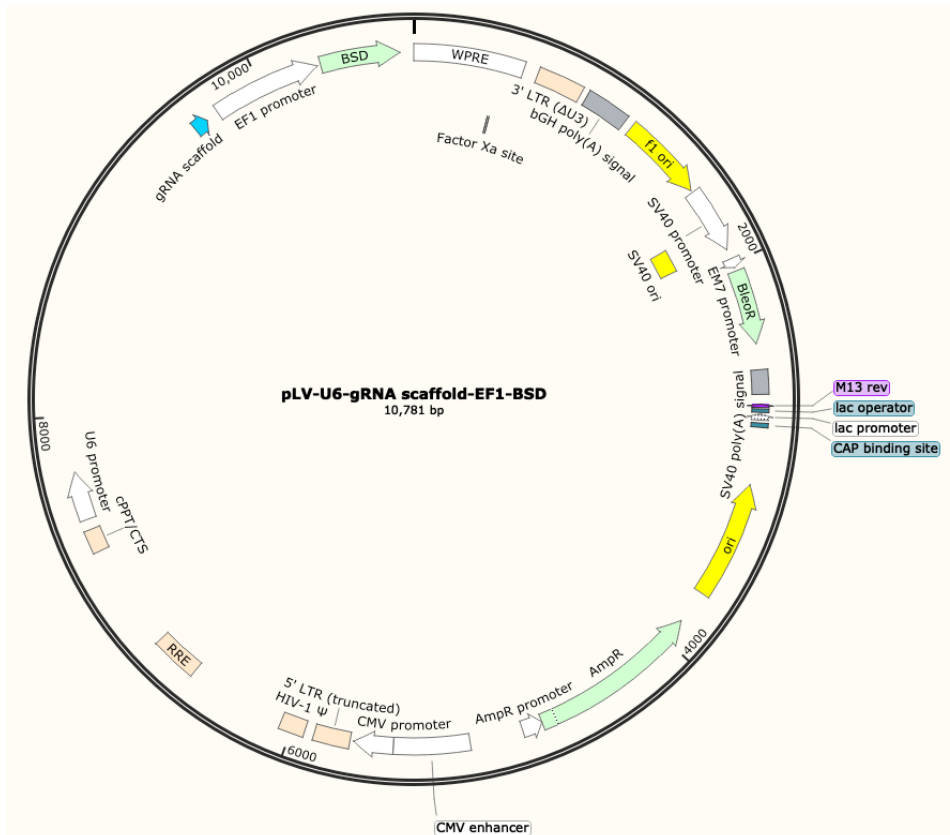 BSD
WPRE
10,000
EF1 promoter
3' LTR (ΔU3)
bGH poly(A) signal
gRNA scaffold
Factor Xa site
f1 ori
SV40 promoter
2000
SV40 ori
EM7 promoter
BleoR
pLV-U6-gRNA scaffold-EF1-BSD
10,781 bp
SV40 poly(A) signal
M13 rev
lac operator
lac promoter
CAP binding site
8000
U6 promoter
cPPT/CTS
ori
RRE
4000
AmpR
AmpR promoter
5' LTR (truncated)
HIV-1 Ψ
CMV promoter
6000
CMV enhancer